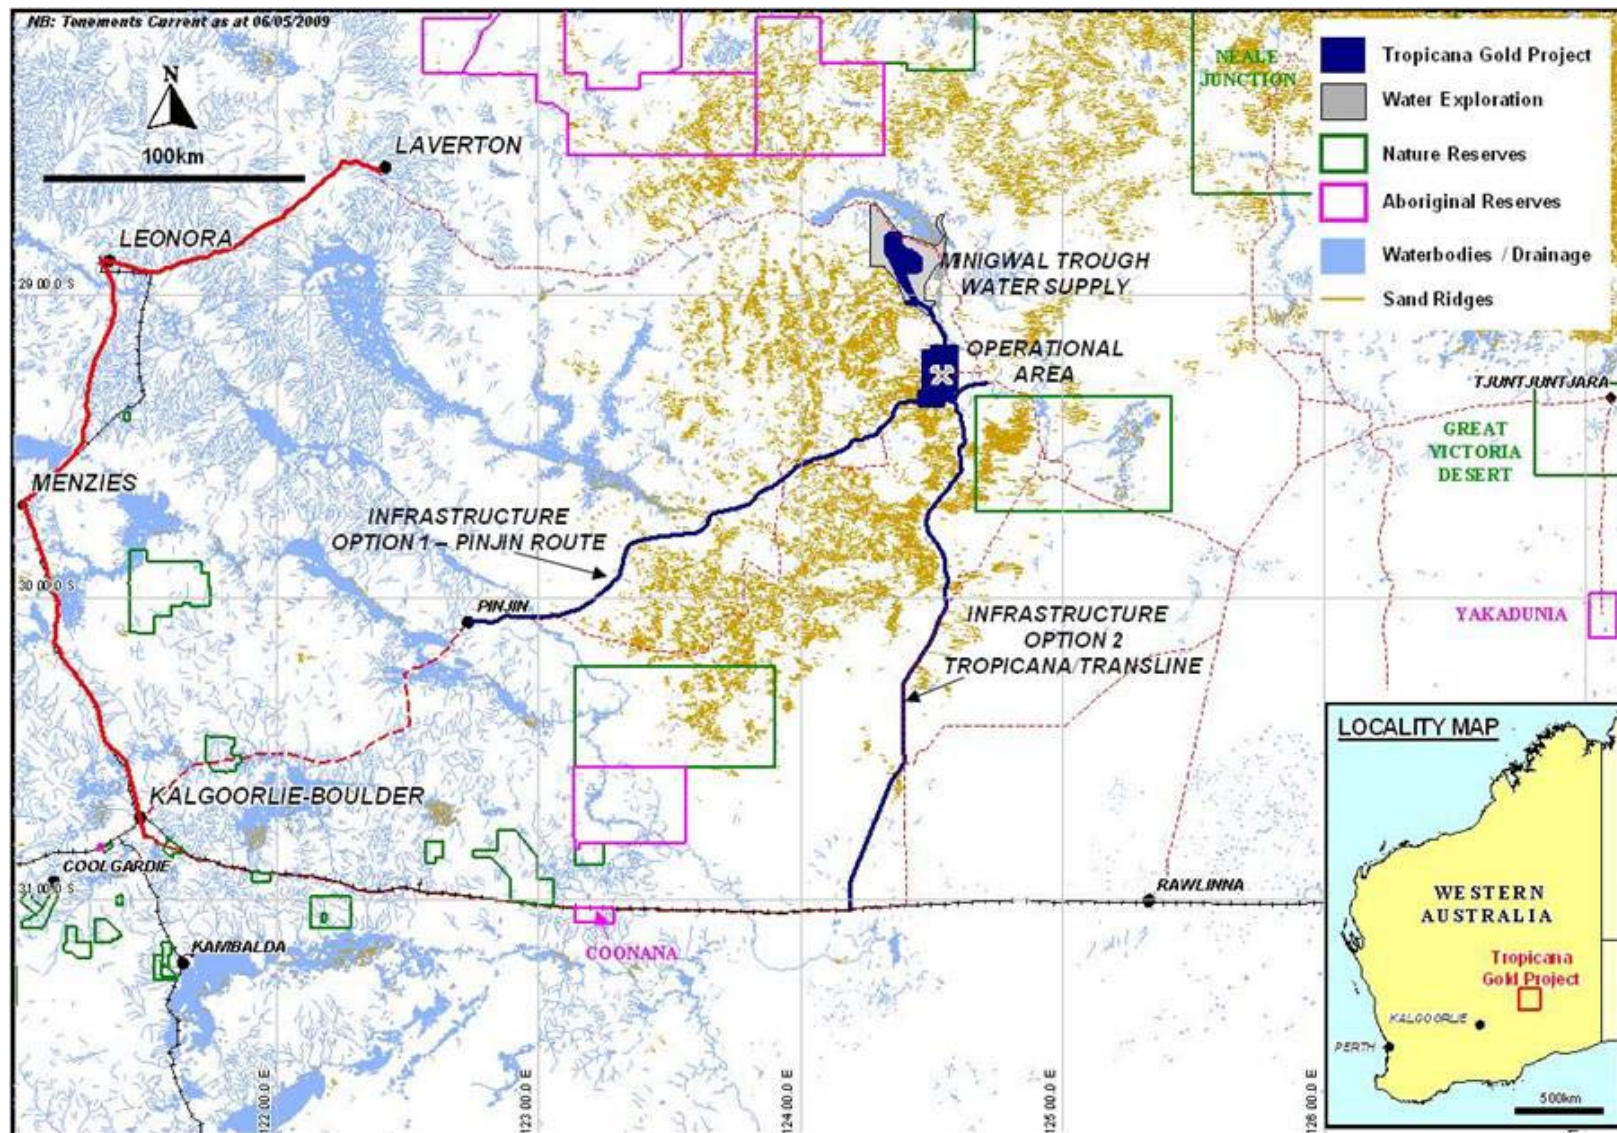 NB: Tenements Current as at 06/05/2009
N
100km
LAVERTON
LEONORA
MENZIES
NEALE
JUNCTION
Tropicana Gold Project
Water Exploration
Nature Reserves
Aboriginal Reserves
Waterbodies / Drainage
Sand Ridges
MINIGWAL TROUGH
WATER SUPPLY
OPERATIONAL
AREA
TJUNTJUNTJARA
GREAT
VICTORIA
DESERT
INFRASTRUCTURE
OPTION 1 – PINJIN ROUTE
PINJIN
INFRASTRUCTURE
OPTION 2
TROPICANA/TRANSLINE
YAKADUNIA
KALGOORLIE-BOULDER
COOLGARDIE
KAMBALDA
COONANA
RAWLINNA
29 00.0 S
30 00.0 S
31 00.0 S
122 00.0 E
123 00.0 E
124 00.0 E
125 00.0 E
126 00.0 E
LOCALITY MAP
WESTERN
AUSTRALIA
Tropicana
Gold Project
KALGOORLIE
PERTH
500km